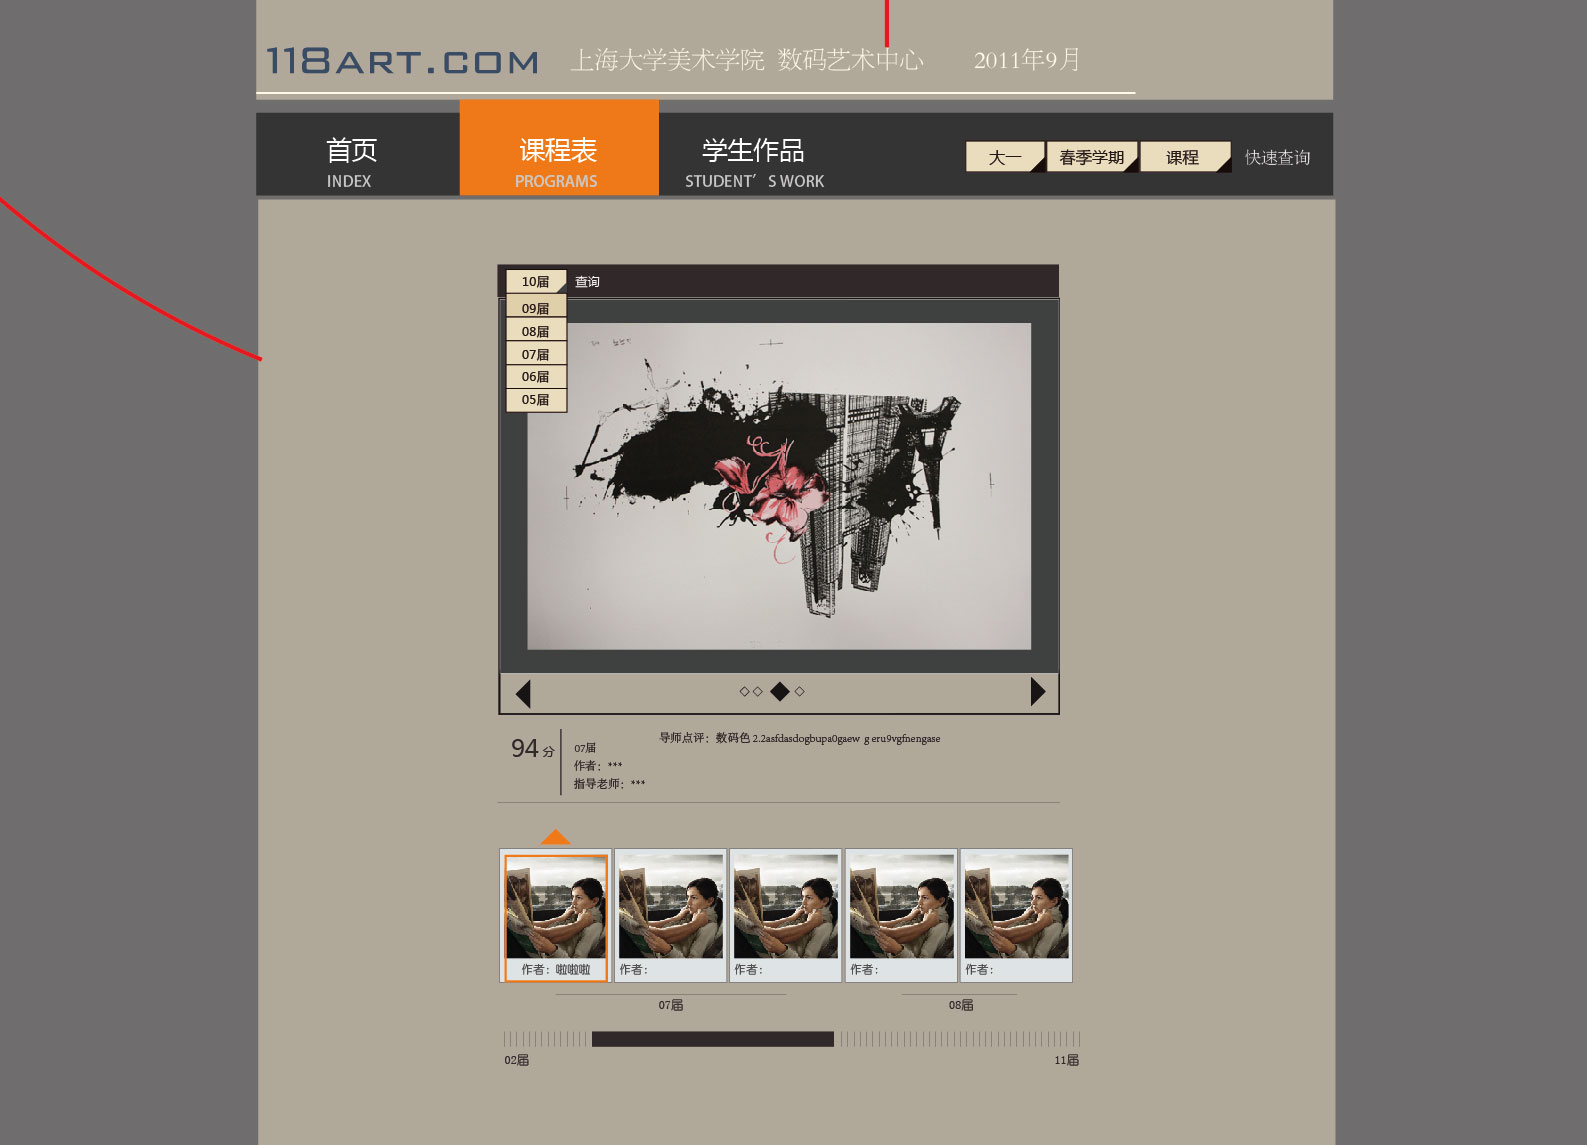 118ART.COM 上海大学美术学院 数码艺术中心 2011年9月
首页 课程表 学生作品
INDEX PROGRAMS STUDENT’S WORK
大一 春季学期 课程 快速查询
10届 查询
09届
08届
07届
06届
05届
94分
07届
作者：***
指导老师：***
导师点评：数码色 2.2asfdasdogbupa0gaew g eru9vgfnengase
作者：啦啦啦 作者： 作者： 作者： 作者：
07届 08届
02届 11届